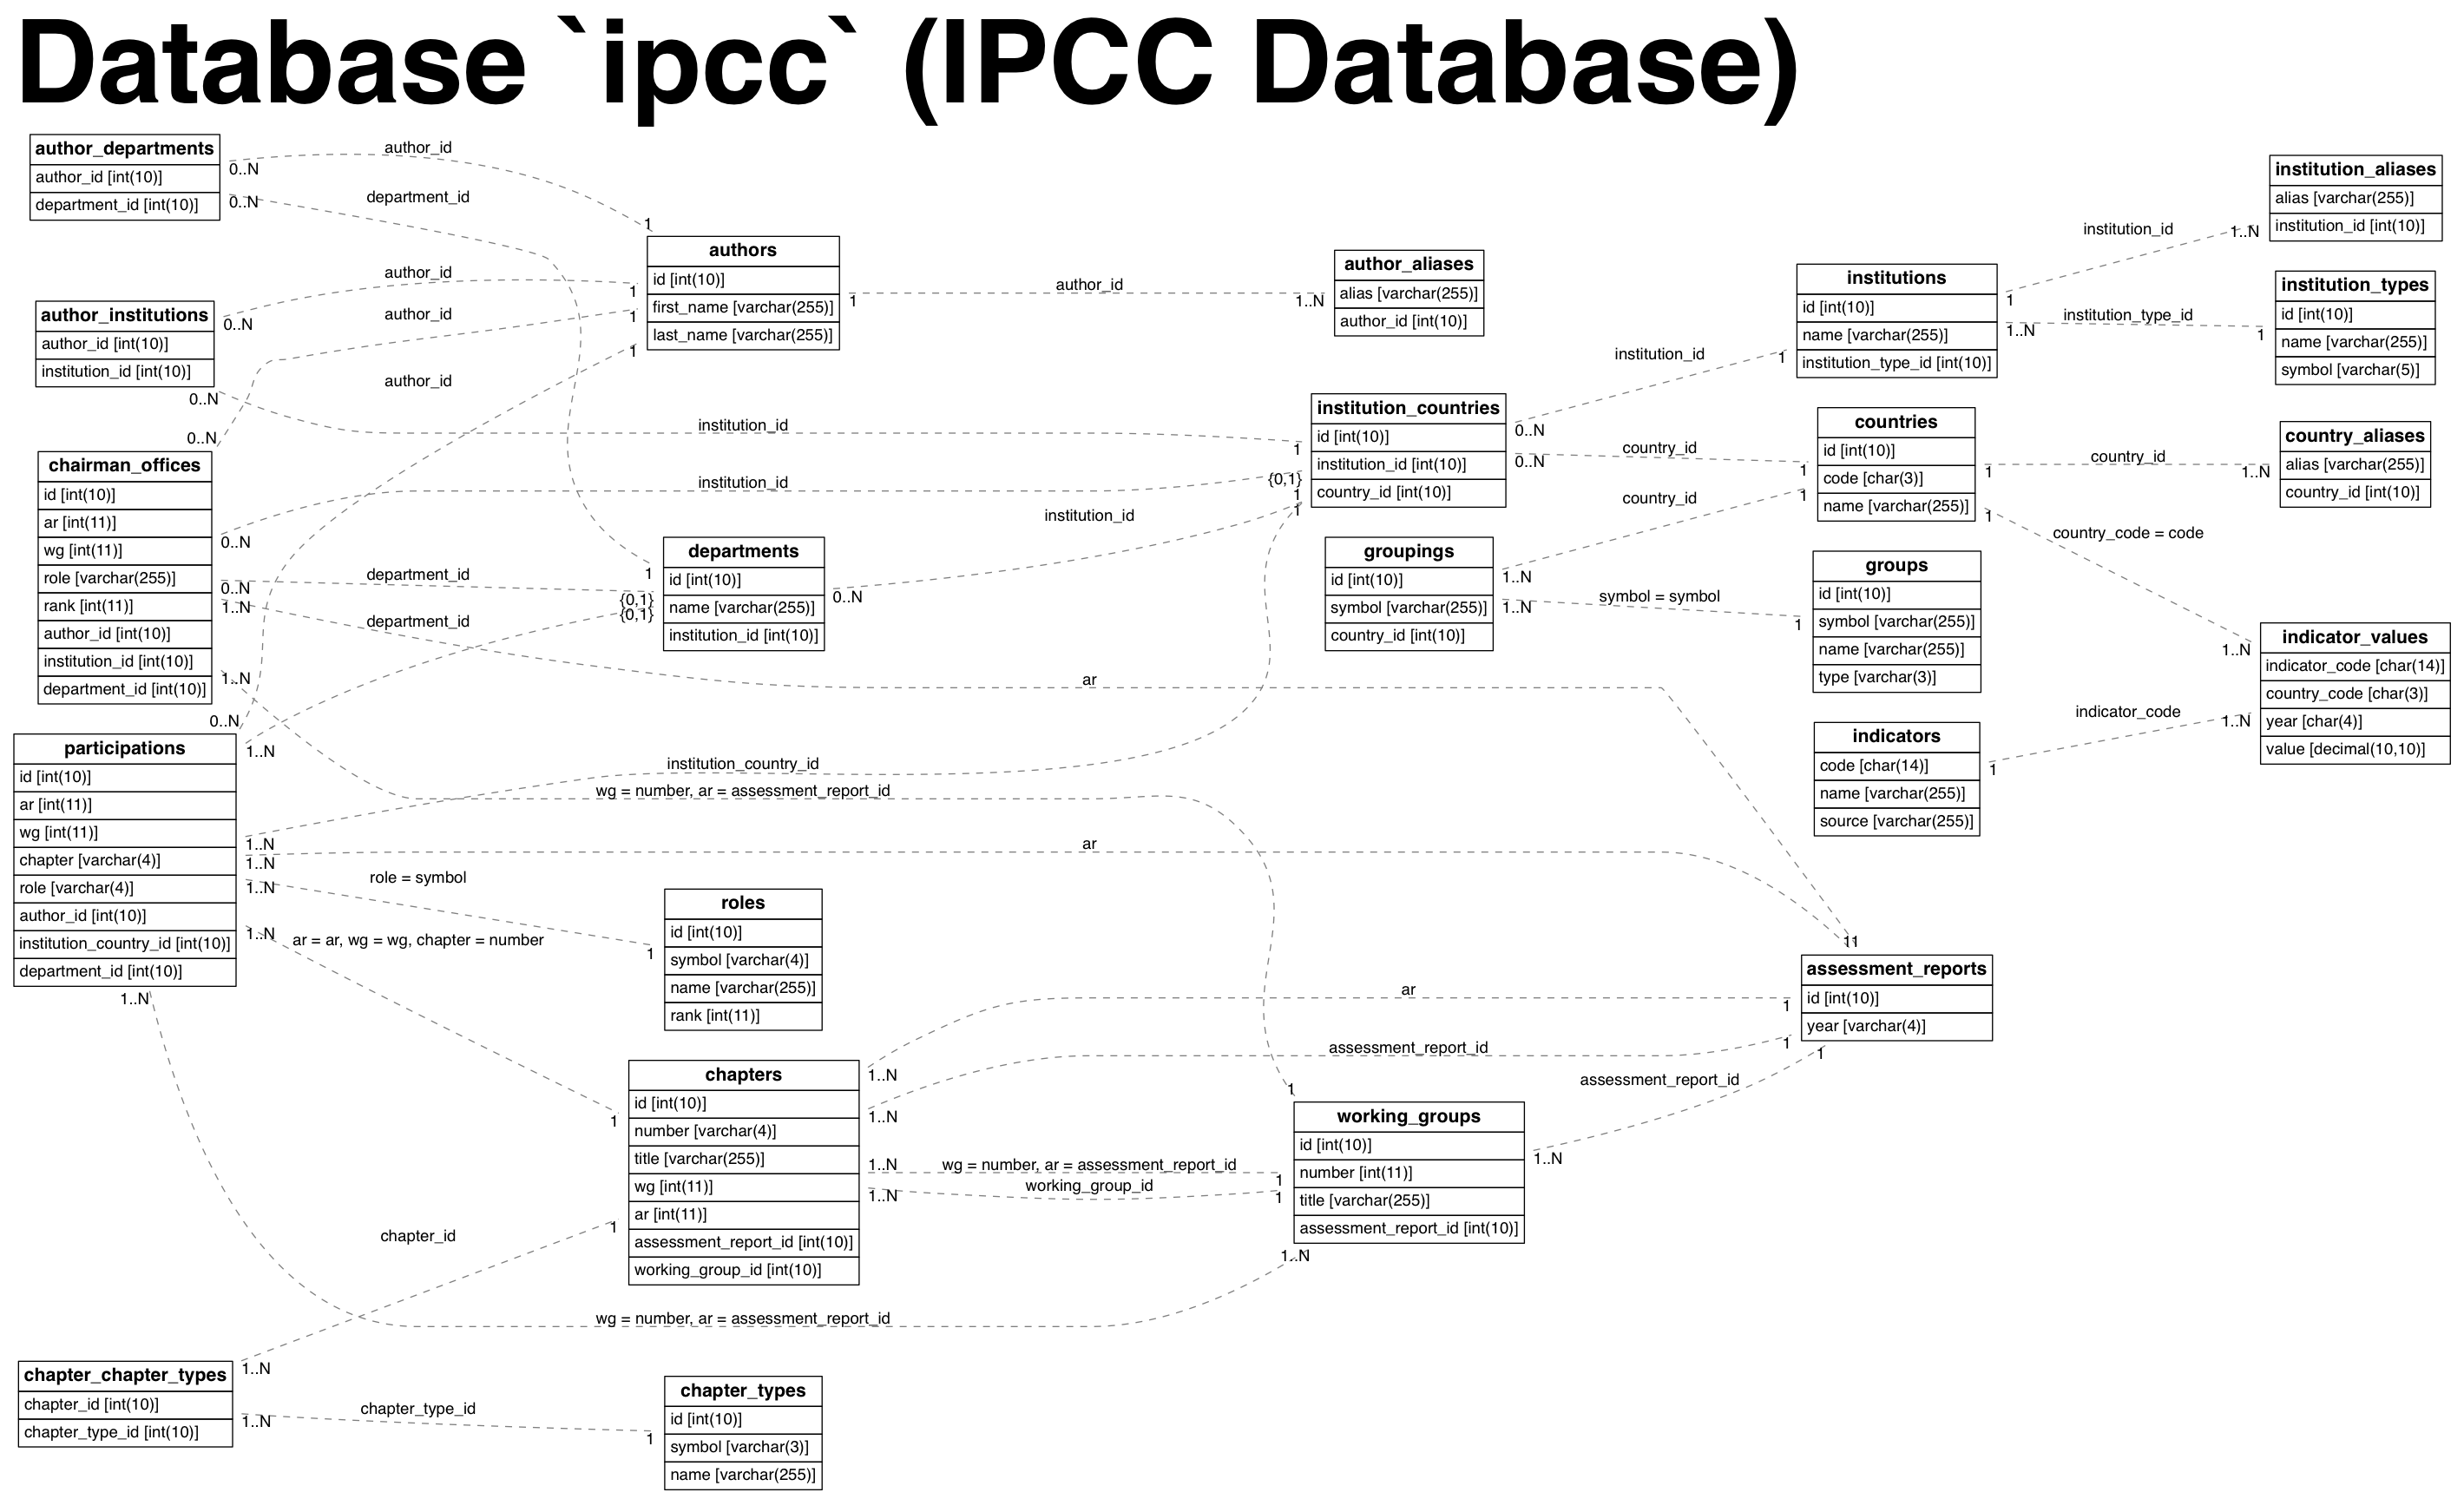 Database `ipcc` (IPCC Database)
author_departments
author_id [int(10)]
department_id [int(10)]
author_id
0..N
1
department_id
0..N
1
author_institutions
author_id [int(10)]
institution_id [int(10)]
author_id
0..N
1
institution_id
0..N
1
authors
id [int(10)]
first_name [varchar(255)]
last_name [varchar(255)]
author_id
1
1..N
author_aliases
alias [varchar(255)]
author_id [int(10)]
chairman_offices
id [int(10)]
ar [int(11)]
wg [int(11)]
role [varchar(255)]
rank [int(11)]
author_id [int(10)]
institution_id [int(10)]
department_id [int(10)]
author_id
0..N
1
institution_id
0..N
{0,1}
department_id
0..N
{0,1}
ar
1..N
1
wg = number, ar = assessment_report_id
1..N
1
departments
id [int(10)]
name [varchar(255)]
institution_id [int(10)]
institution_id
0..N
1
institution_countries
id [int(10)]
institution_id [int(10)]
country_id [int(10)]
institution_id
0..N
1
country_id
0..N
1
institutions
id [int(10)]
name [varchar(255)]
institution_type_id [int(10)]
institution_id
1
1..N
institution_type_id
1..N
1
institution_aliases
alias [varchar(255)]
institution_id [int(10)]
institution_types
id [int(10)]
name [varchar(255)]
symbol [varchar(5)]
countries
id [int(10)]
code [char(3)]
name [varchar(255)]
country_id
1
1..N
country_code = code
1
1..N
country_aliases
alias [varchar(255)]
country_id [int(10)]
groupings
id [int(10)]
symbol [varchar(255)]
country_id [int(10)]
country_id
1..N
1
symbol = symbol
1..N
1
groups
id [int(10)]
symbol [varchar(255)]
name [varchar(255)]
type [varchar(3)]
indicator_values
indicator_code [char(14)]
country_code [char(3)]
year [char(4)]
value [decimal(10,10)]
indicators
code [char(14)]
name [varchar(255)]
source [varchar(255)]
indicator_code
1
1..N
participations
id [int(10)]
ar [int(11)]
wg [int(11)]
chapter [varchar(4)]
role [varchar(4)]
author_id [int(10)]
institution_country_id [int(10)]
department_id [int(10)]
author_id
0..N
1
department_id
1..N
{0,1}
institution_country_id
1..N
1
ar
1..N
1
role = symbol
1..N
1
ar = ar, wg = wg, chapter = number
1..N
1
wg = number, ar = assessment_report_id
1..N
1..N
roles
id [int(10)]
symbol [varchar(4)]
name [varchar(255)]
rank [int(11)]
chapters
id [int(10)]
number [varchar(4)]
title [varchar(255)]
wg [int(11)]
ar [int(11)]
assessment_report_id [int(10)]
working_group_id [int(10)]
ar
1..N
1
assessment_report_id
1..N
1
wg = number, ar = assessment_report_id
1..N
1
working_group_id
1..N
1
working_groups
id [int(10)]
number [int(11)]
title [varchar(255)]
assessment_report_id [int(10)]
assessment_report_id
1..N
1
assessment_reports
id [int(10)]
year [varchar(4)]
chapter_chapter_types
chapter_id [int(10)]
chapter_type_id [int(10)]
chapter_id
1..N
1
chapter_type_id
1..N
1
chapter_types
id [int(10)]
symbol [varchar(3)]
name [varchar(255)]